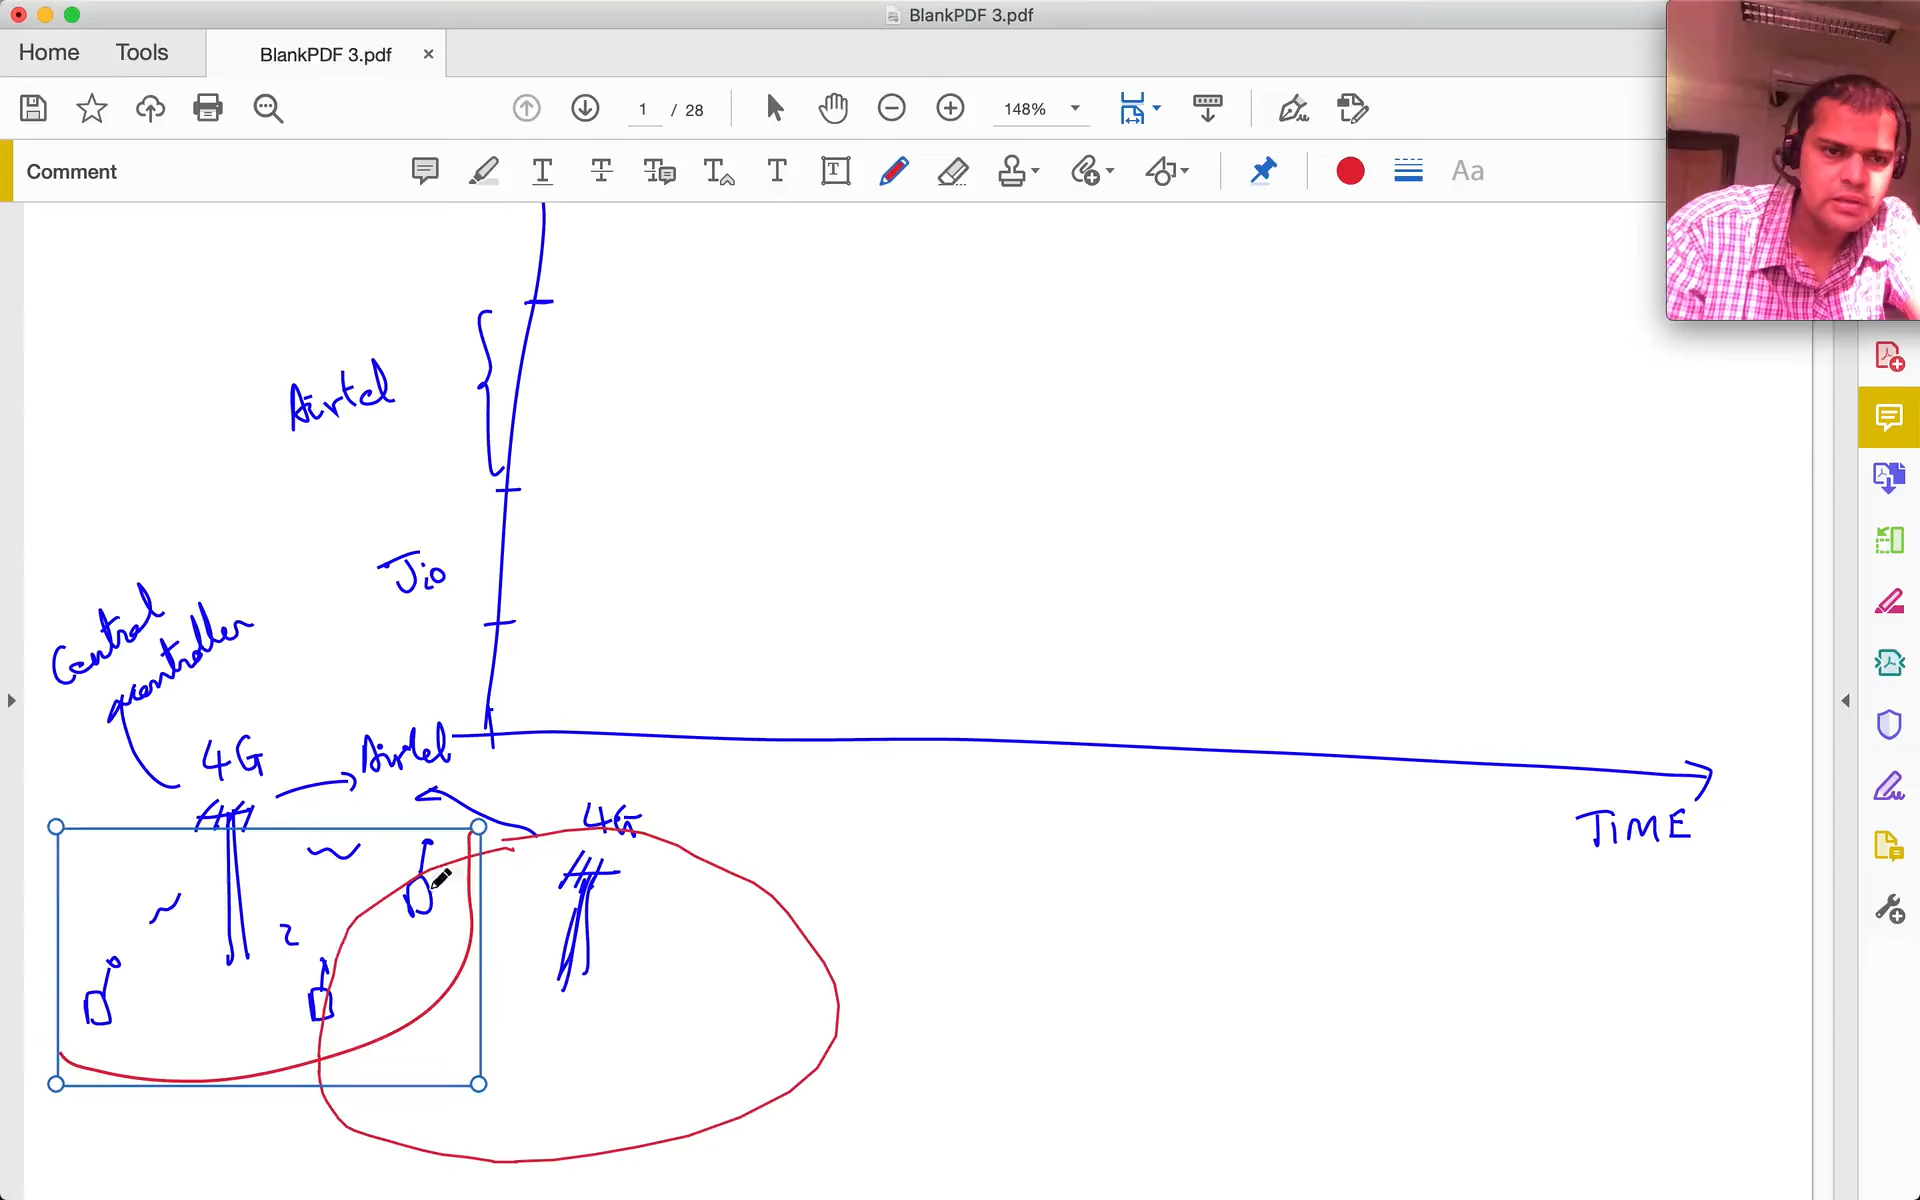 BlankPDF 3.pdf
Home
Tools
BlankPDF 3.pdf
1 / 28
148%
Comment
Aa
Airtel
Jio
Central
controller
4G
Airtel
4G
TIME